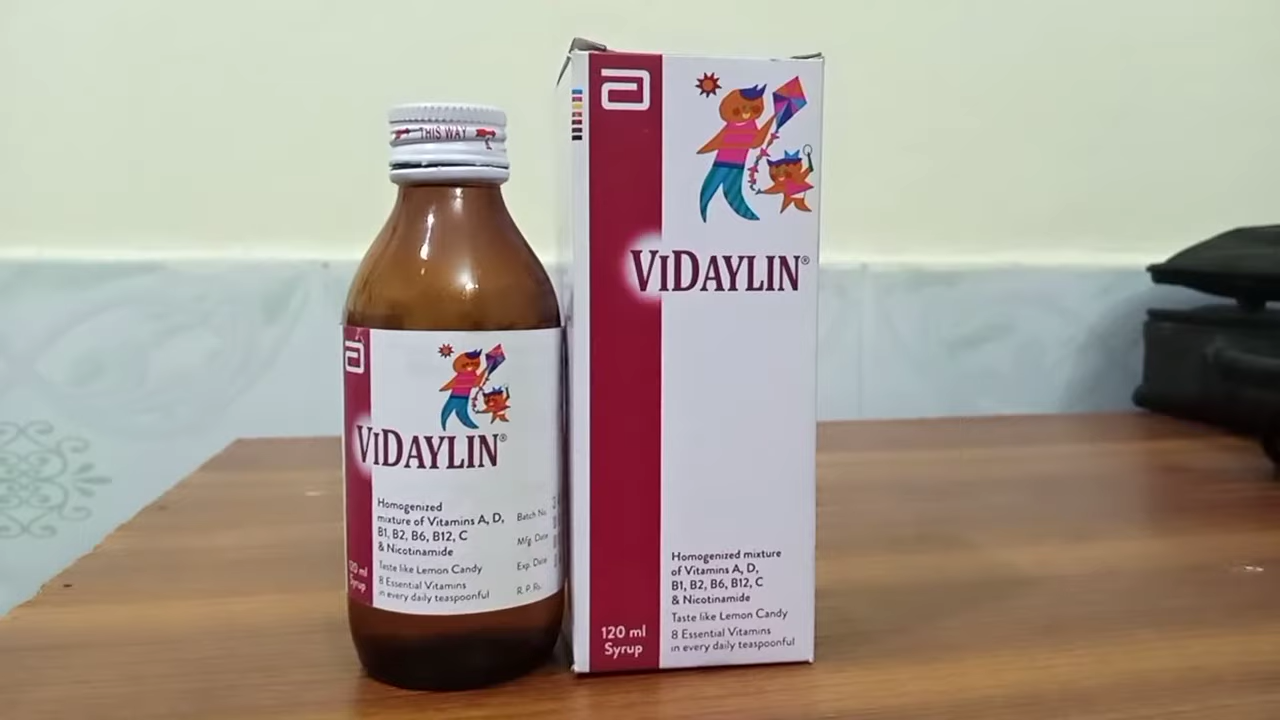 THIS WAY
VIDAYLIN®
Homogenized
mixture of Vitamins A, D,
B1, B2, B6, B12, C
& Nicotinamide
Taste like Lemon Candy
8 Essential Vitamins
in every daily teaspoonful
120 ml
Syrup
Batch No.
Mfg. Date
Exp. Date
R. P. Rs.
VIDAYLIN®
Homogenized mixture
of Vitamins A, D,
B1, B2, B6, B12, C
& Nicotinamide
Taste like Lemon Candy
8 Essential Vitamins
in every daily teaspoonful
120 ml
Syrup